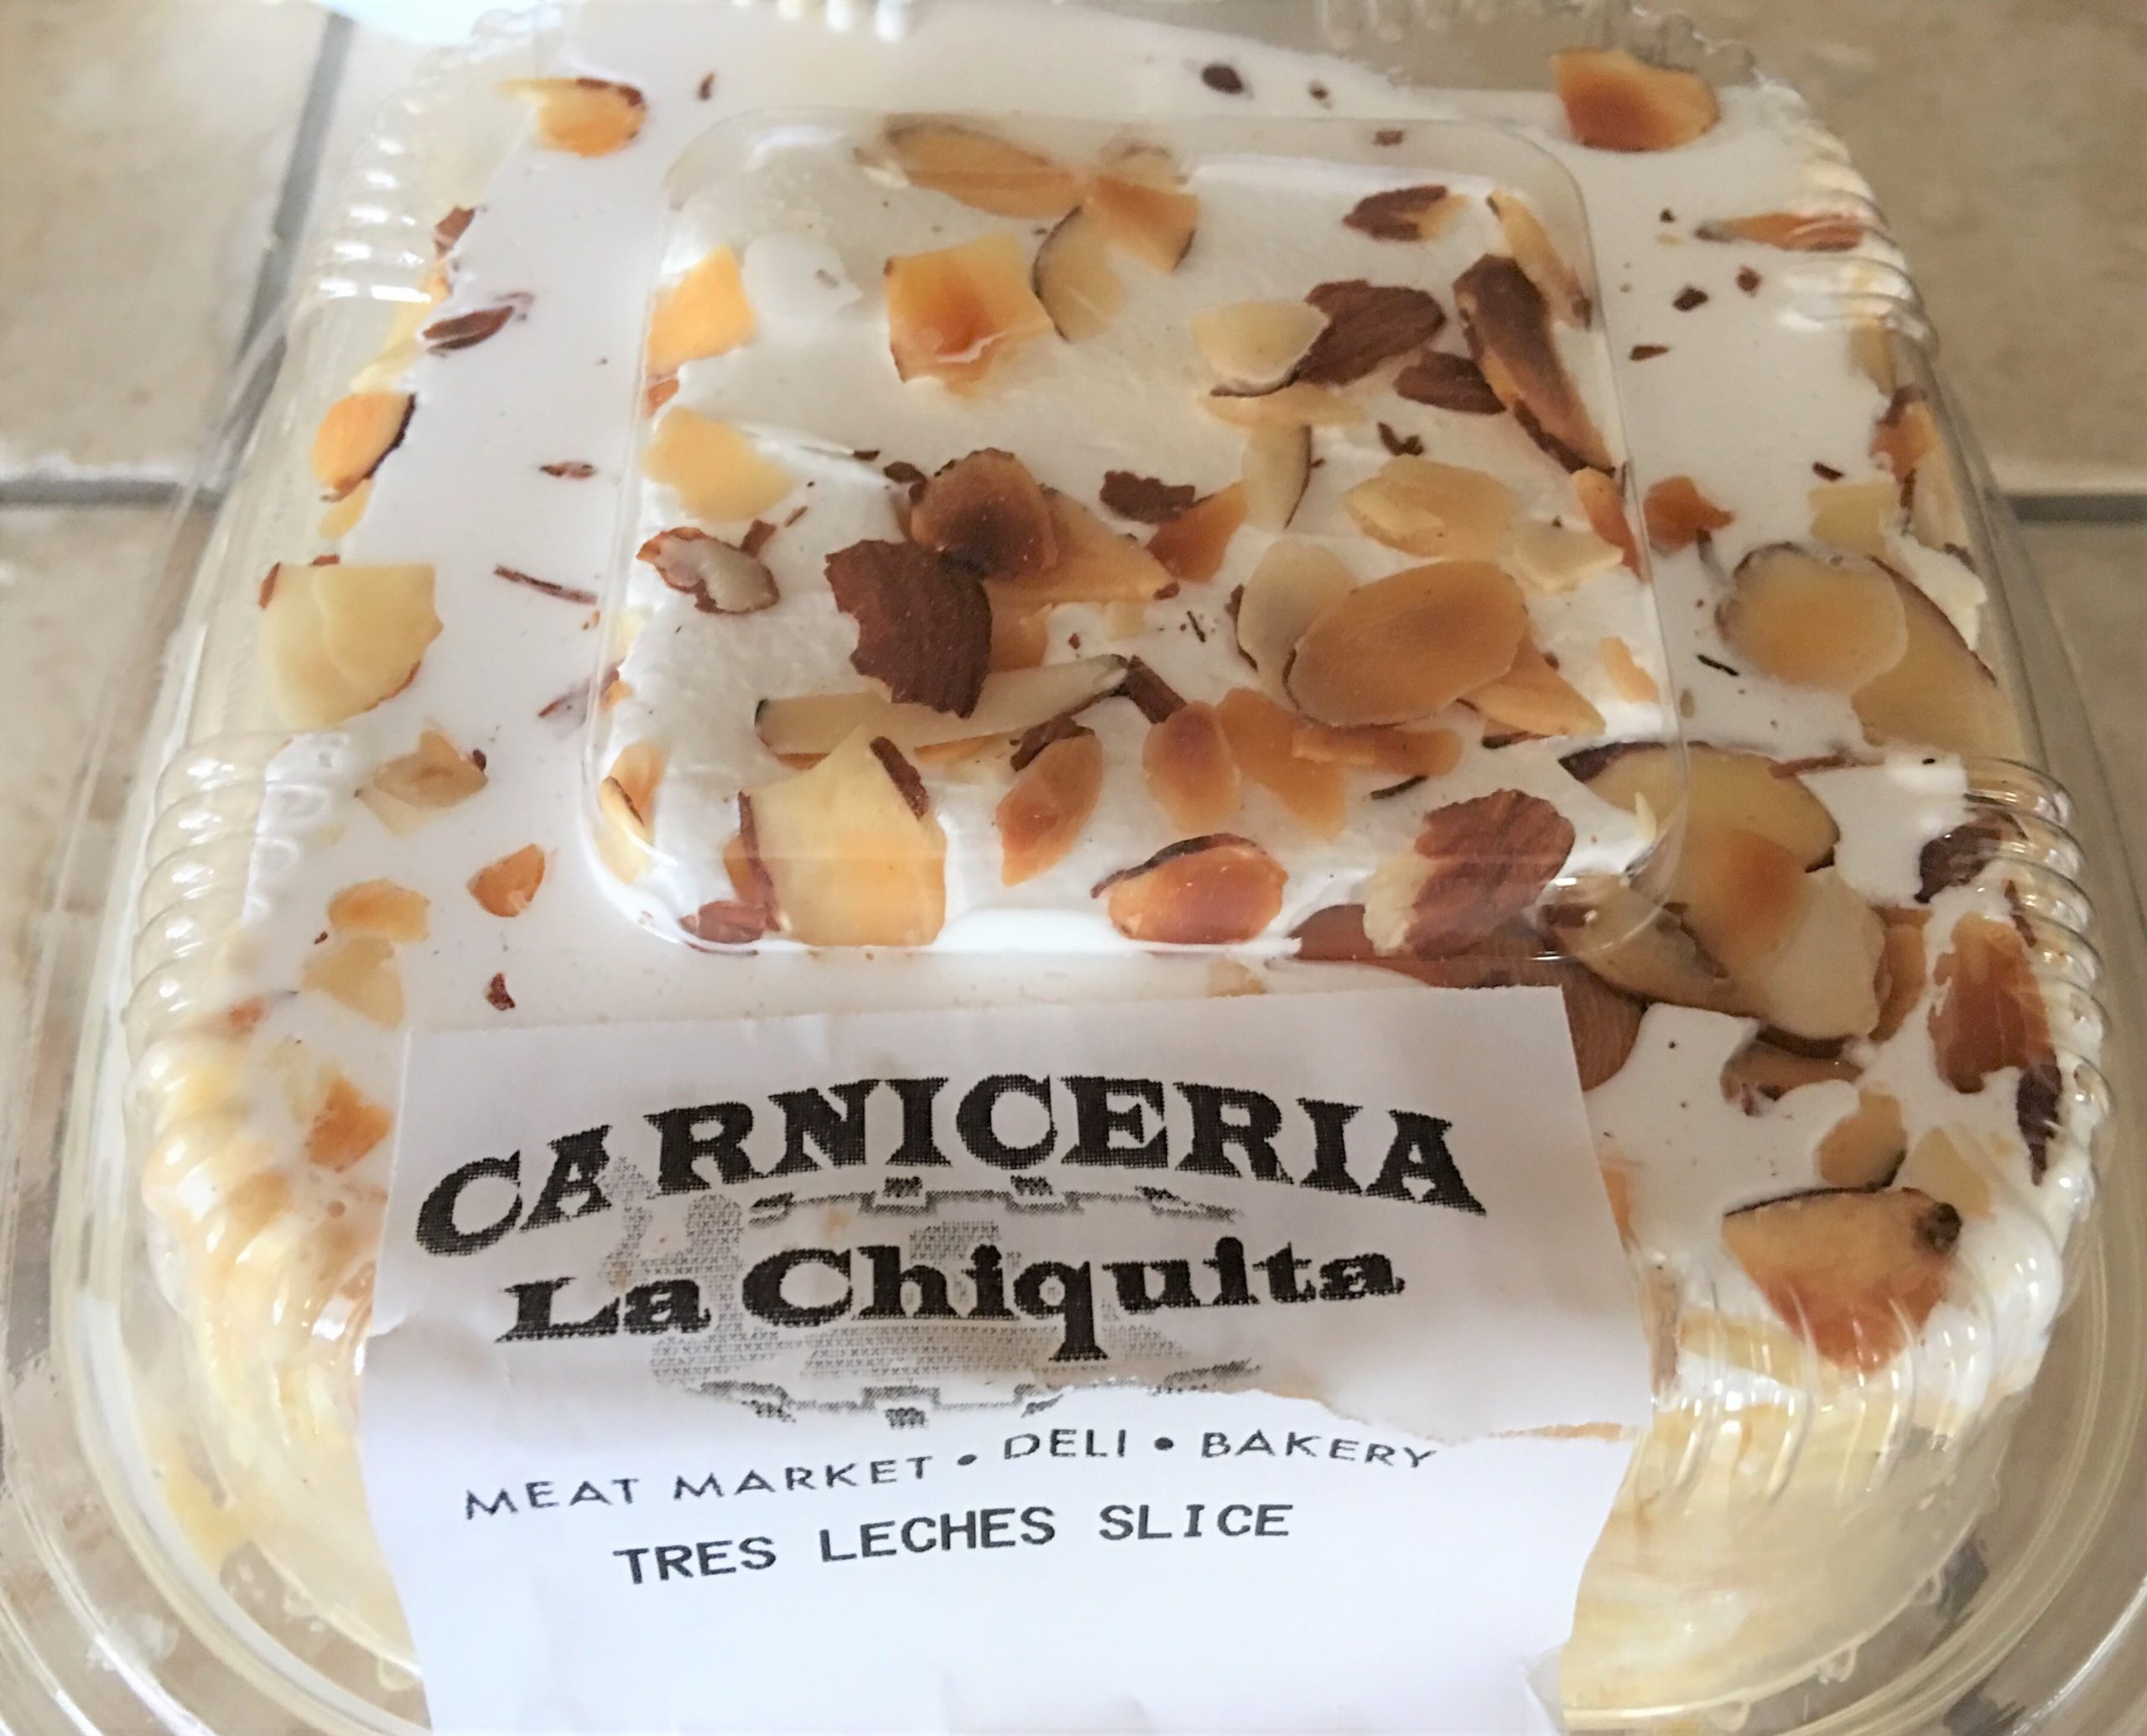 CARNICERIA
La Chiquita
MEAT MARKET • DELI • BAKERY
TRES LECHES SLICE